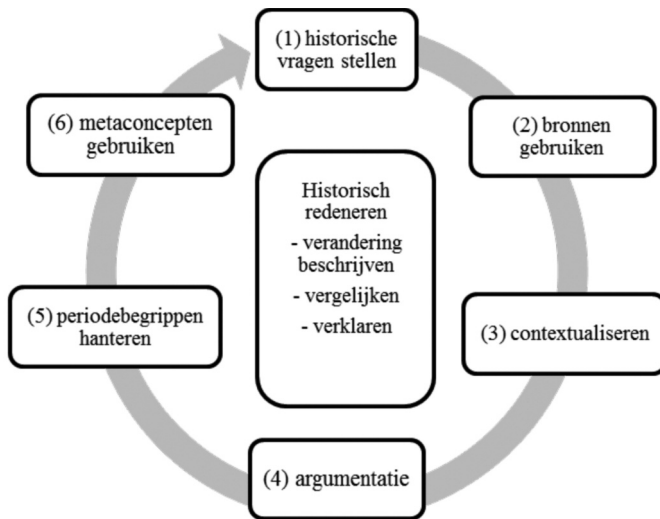 (1) historische
vragen stellen
(2) bronnen
gebruiken
(3) contextualiseren
(4) argumentatie
(5) periodebegrippen
hanteren
(6) metaconcepten
gebruiken
Historisch
redeneren
- verandering
beschrijven
- vergelijken
- verklaren